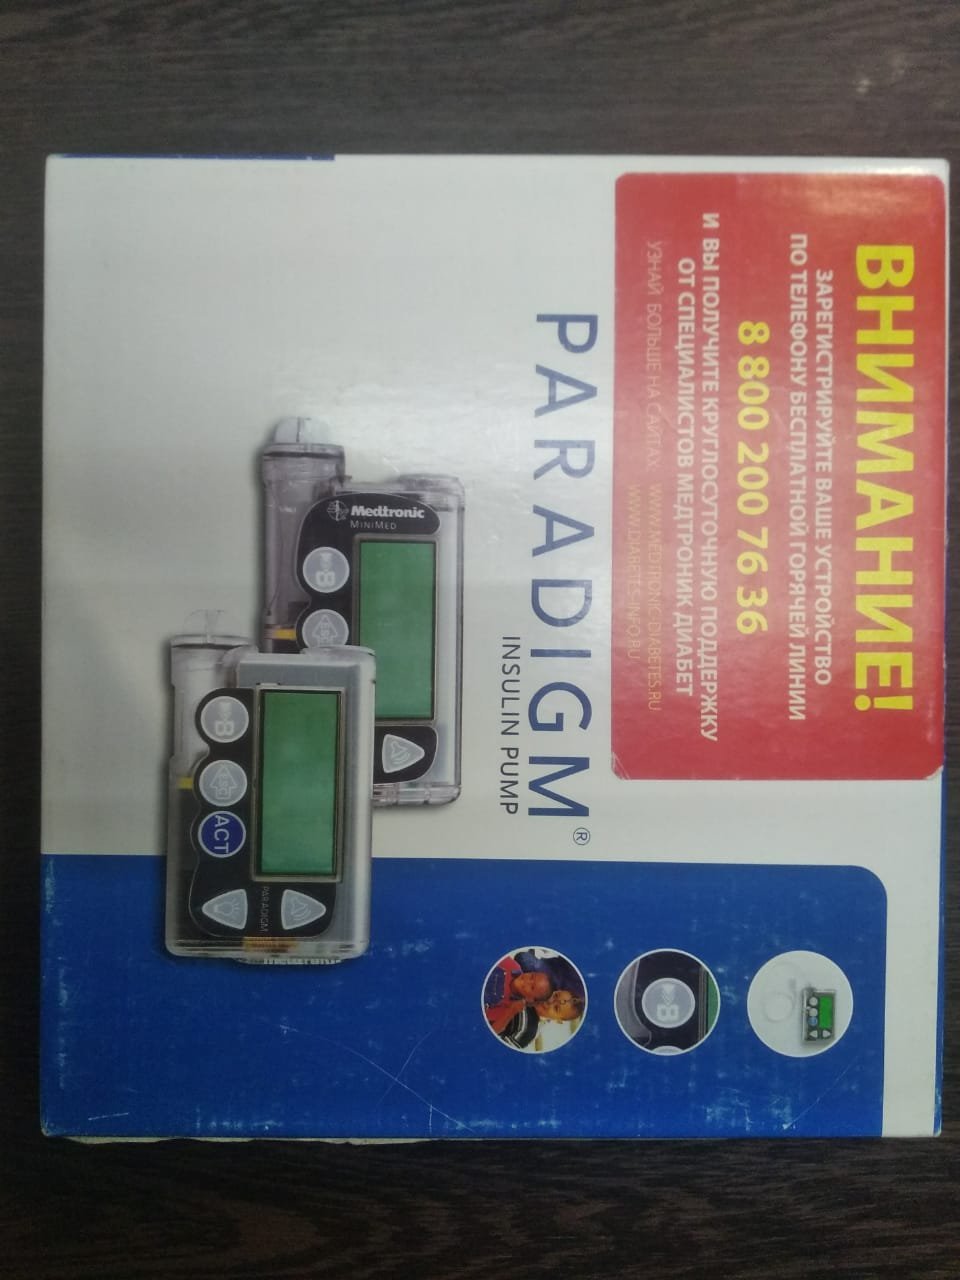 ВНИМАНИЕ!
ЗАРЕГИСТРИРУЙТЕ ВАШЕ УСТРОЙСТВО
ПО ТЕЛЕФОНУ БЕСПЛАТНОЙ ГОРЯЧЕЙ ЛИНИИ
8 800 200 76 36
И ВЫ ПОЛУЧИТЕ КРУГЛОСУТОЧНУЮ ПОДДЕРЖКУ
ОТ СПЕЦИАЛИСТОВ МЕДТРОНИК ДИАБЕТ
УЗНАЙ БОЛЬШЕ НА САЙТАХ: WWW.MEDTRONIC-DIABETES.RU
WWW.DIABETES-INFO.RU
PARADIGM®
INSULIN PUMP
Medtronic
MINIMED
B
ESC
B
ESC
ACT
PARADIGM
B